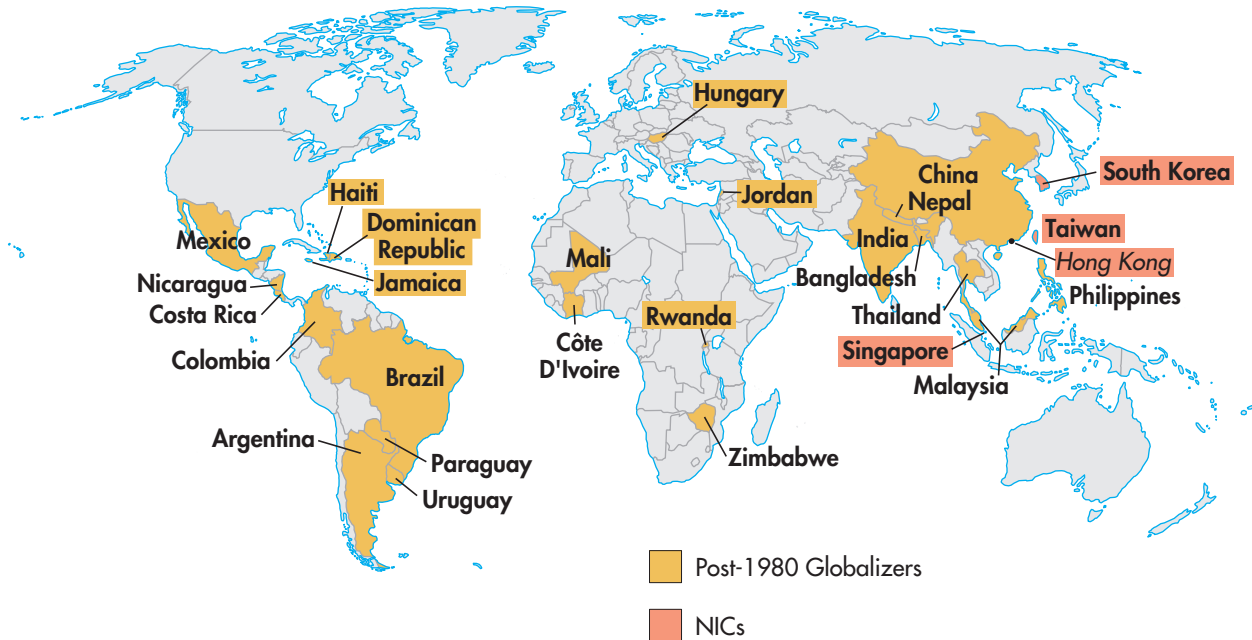 Hungary
South Korea
China
Haiti
Jordan
Nepal
Dominican
Republic
Taiwan
Mexico
India
Mali
Hong Kong
Nicaragua
Jamaica
Bangladesh
Philippines
Costa Rica
Rwanda
Thailand
Colombia
Côte
D'Ivoire
Singapore
Brazil
Malaysia
Argentina
Paraguay
Zimbabwe
Uruguay
Post-1980 Globalizers
NICs